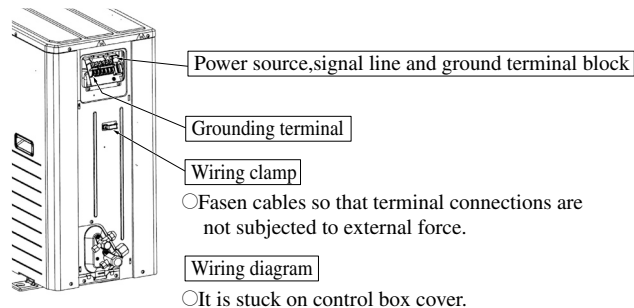 Power source,signal line and ground terminal block
Grounding terminal
Wiring clamp
○Fasen cables so that terminal connections are
not subjected to external force.
Wiring diagram
○It is stuck on control box cover.